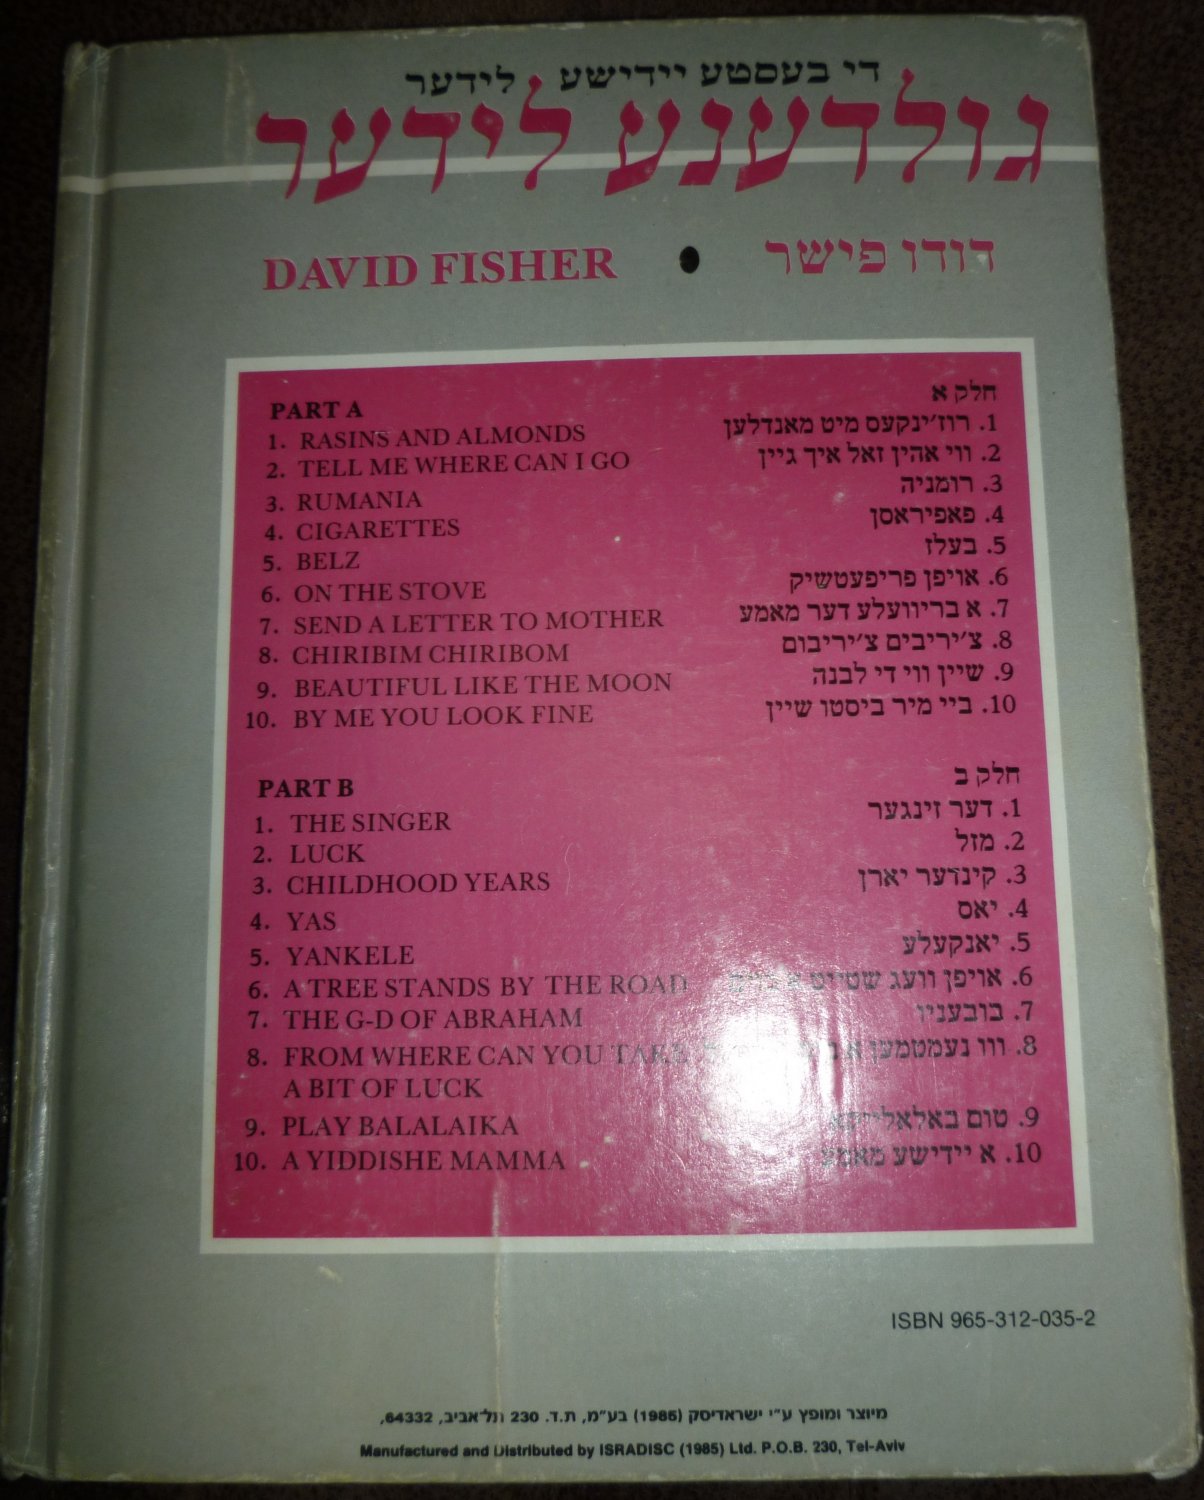 די בעסטע יידישע לידער
גולדענע לידער
DAVID FISHER • דודו פישר
PART A
1. RASINS AND ALMONDS
2. TELL ME WHERE CAN I GO
3. RUMANIA
4. CIGARETTES
5. BELZ
6. ON THE STOVE
7. SEND A LETTER TO MOTHER
8. CHIRIBIM CHIRIBOM
9. BEAUTIFUL LIKE THE MOON
10. BY ME YOU LOOK FINE
חלק א
1. רוז׳ינקעס מיט מאנדלען
2. ווי אהין זאל איך גיין
3. רומניה
4. פאפיראסן
5. בעלז
6. אויפן פריפעטשיק
7. א בריוועלע דער מאמע
8. צ׳יריבים צ׳יריבום
9. שיין ווי די לבנה
10. ביי מיר ביסטו שיין
PART B
1. THE SINGER
2. LUCK
3. CHILDHOOD YEARS
4. YAS
5. YANKELE
6. A TREE STANDS BY THE ROAD
7. THE G-D OF ABRAHAM
8. FROM WHERE CAN YOU TAKE
A BIT OF LUCK
9. PLAY BALALAIKA
10. A YIDDISHE MAMMA
חלק ב
1. דער זינגער
2. מזל
3. קינדער יארן
4. יאס
5. יאנקעלע
6. אויפן וועג שטייט א
7. בובעניו
8. וווו נעמטמען א
9. טום באלאלייקא
10. א יידישע מאמע
ISBN 965-312-035-2
מיוצר ומופץ ע״י ישראדיסק (1985) בע״מ, ת.ד. 230 תל־אביב, 64332,
Manufactured and Distributed by ISRADISC (1985) Ltd. P.O.B. 230, Tel-Aviv